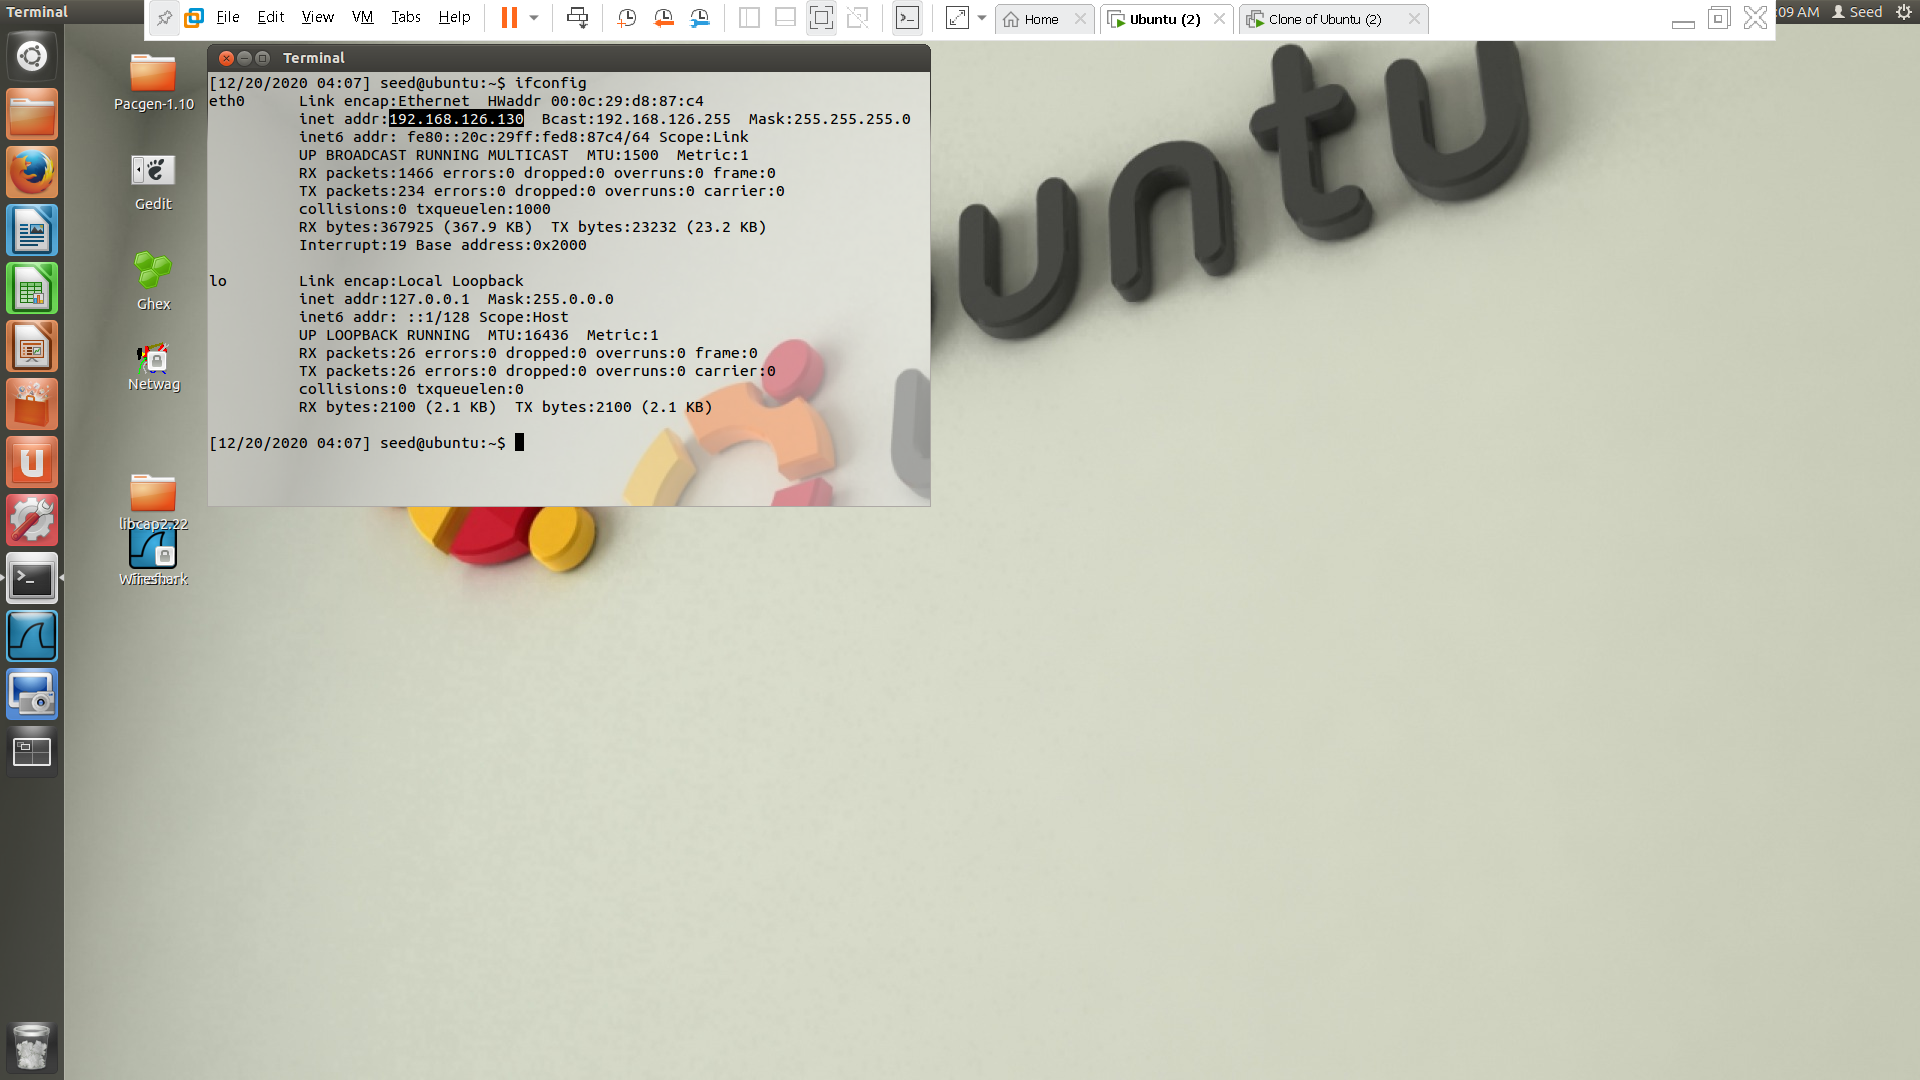 Terminal
File Edit View VM Tabs Help
Home
Ubuntu (2)
Clone of Ubuntu (2)
:09 AM
Seed
Terminal
[12/20/2020 04:07] seed@ubuntu:~$ ifconfig
eth0      Link encap:Ethernet  HWaddr 00:0c:29:d8:87:c4
          inet addr:192.168.126.130  Bcast:192.168.126.255  Mask:255.255.255.0
          inet6 addr: fe80::20c:29ff:fed8:87c4/64 Scope:Link
          UP BROADCAST RUNNING MULTICAST  MTU:1500  Metric:1
          RX packets:1466 errors:0 dropped:0 overruns:0 frame:0
          TX packets:234 errors:0 dropped:0 overruns:0 carrier:0
          collisions:0 txqueuelen:1000
          RX bytes:367925 (367.9 KB)  TX bytes:23232 (23.2 KB)
          Interrupt:19 Base address:0x2000
lo        Link encap:Local Loopback
          inet addr:127.0.0.1  Mask:255.0.0.0
          inet6 addr: ::1/128 Scope:Host
          UP LOOPBACK RUNNING  MTU:16436  Metric:1
          RX packets:26 errors:0 dropped:0 overruns:0 frame:0
          TX packets:26 errors:0 dropped:0 overruns:0 carrier:0
          collisions:0 txqueuelen:0
          RX bytes:2100 (2.1 KB)  TX bytes:2100 (2.1 KB)
[12/20/2020 04:07] seed@ubuntu:~$
Pacgen-1.10
Gedit
Ghex
Netwag
libcap2.22
Wireshark
untu